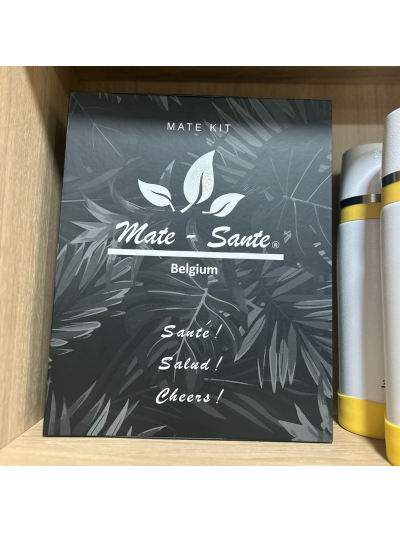 MATE KIT
Mate - Sante®
Belgium
Santé!
Salud!
Cheers!